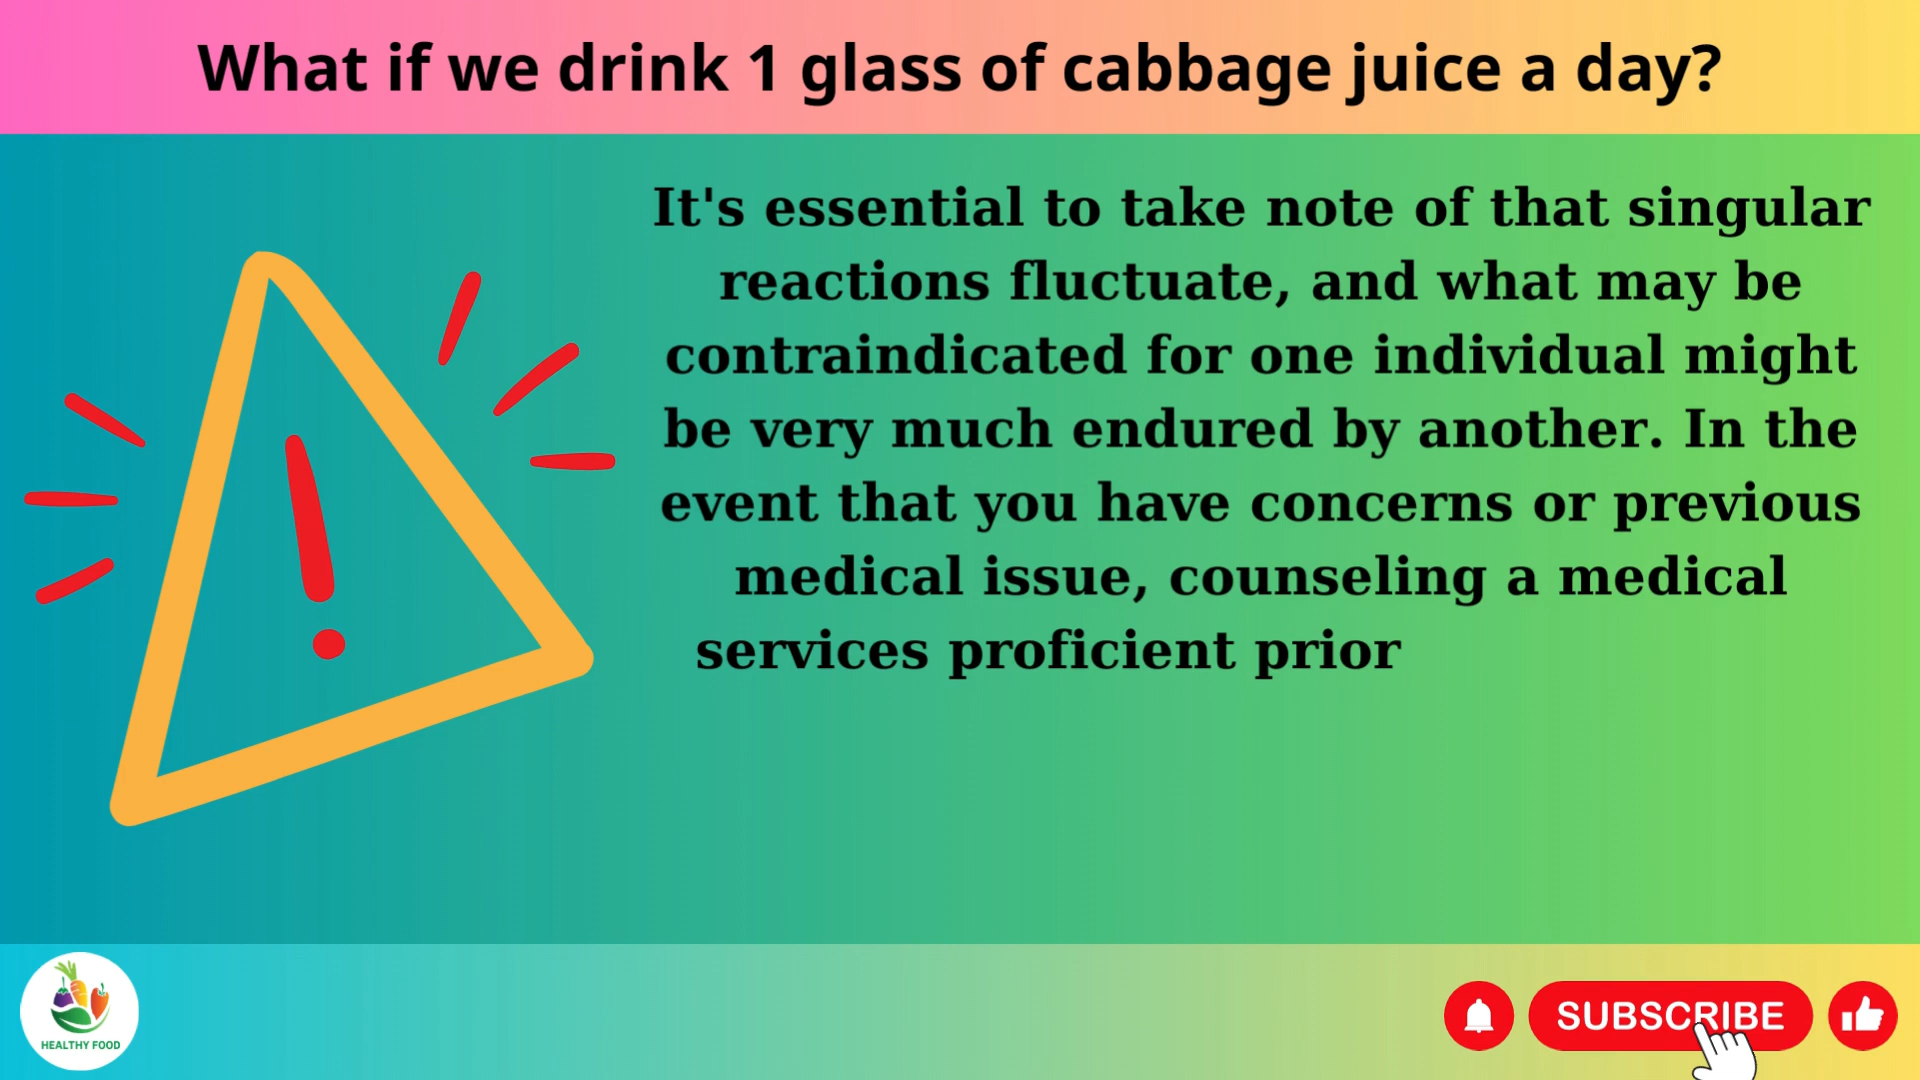 What if we drink 1 glass of cabbage juice a day?
It's essential to take note of that singular
reactions fluctuate, and what may be
contraindicated for one individual might
be very much endured by another. In the
event that you have concerns or previous
medical issue, counseling a medical
services proficient prior
HEALTHY FOOD
SUBSCRIBE